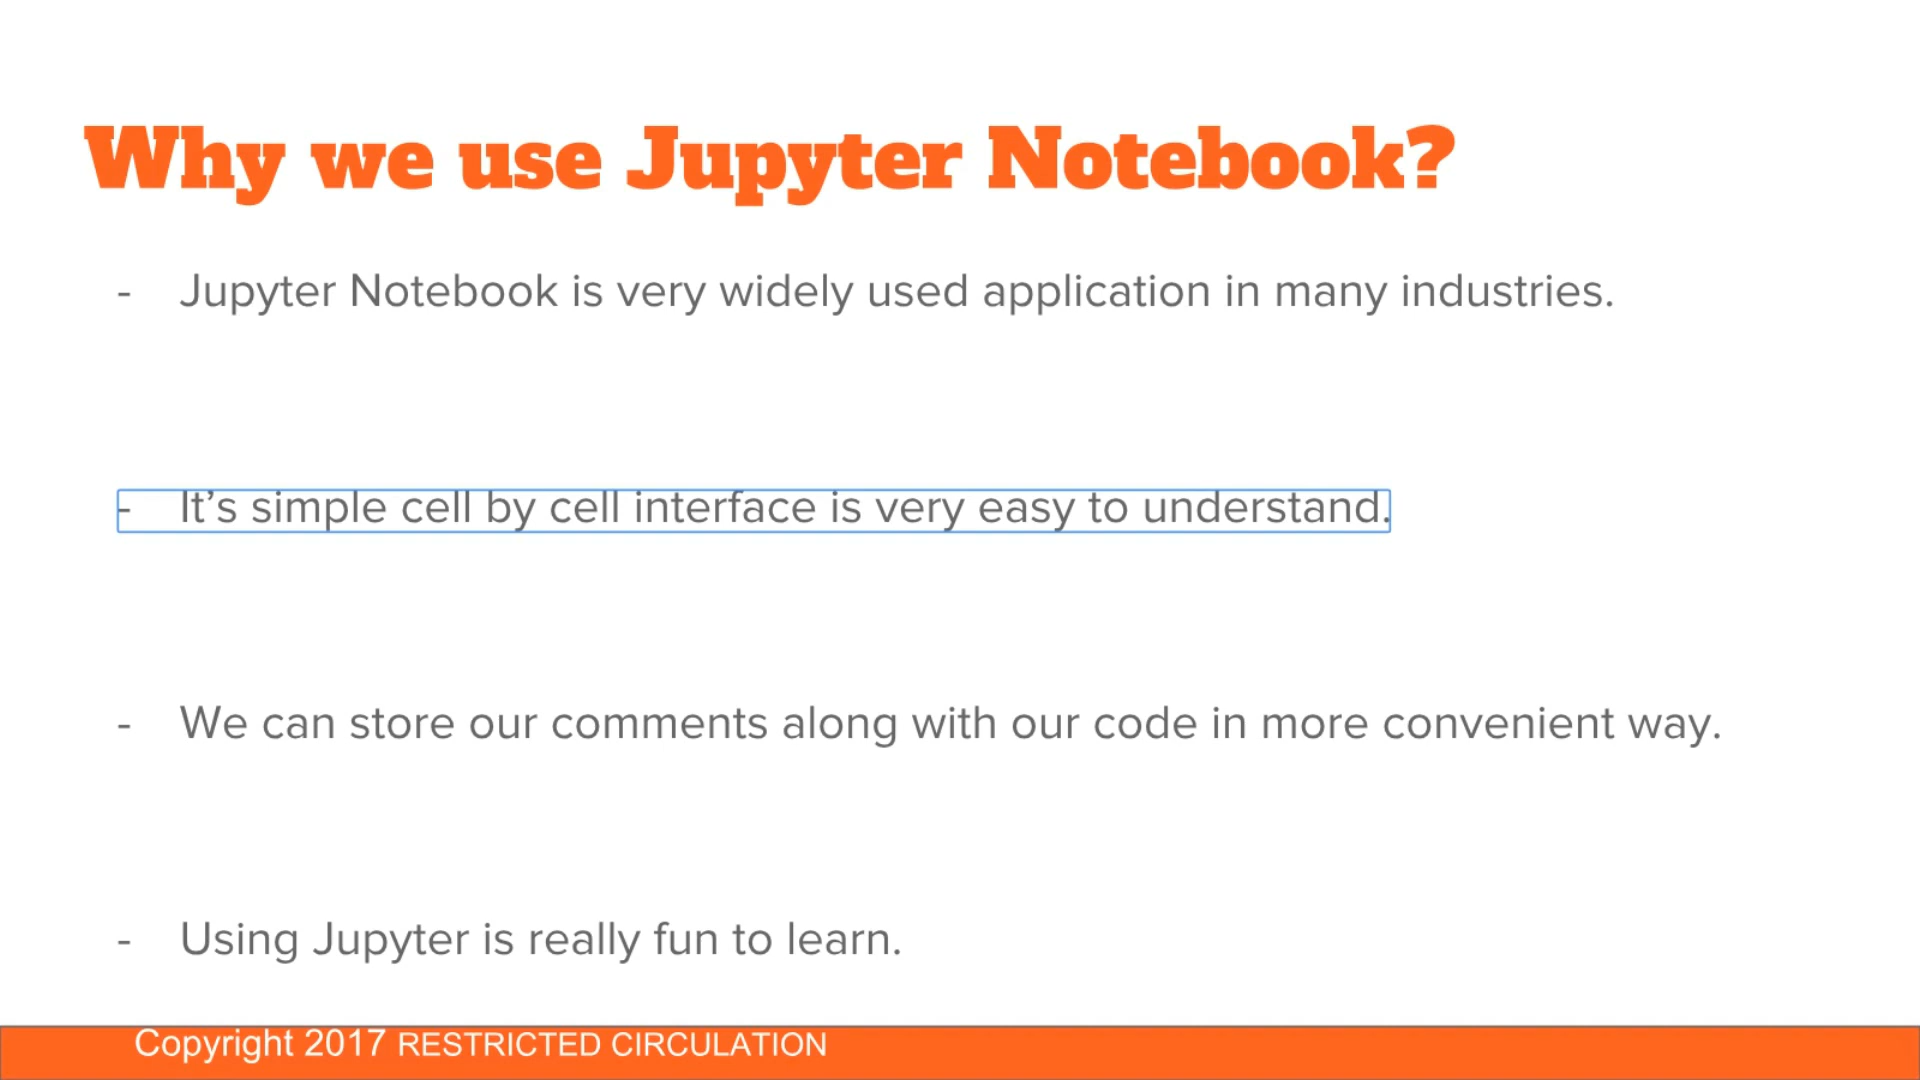 Why we use Jupyter Notebook?
- Jupyter Notebook is very widely used application in many industries.
- It’s simple cell by cell interface is very easy to understand.
- We can store our comments along with our code in more convenient way.
- Using Jupyter is really fun to learn.
Copyright 2017 RESTRICTED CIRCULATION